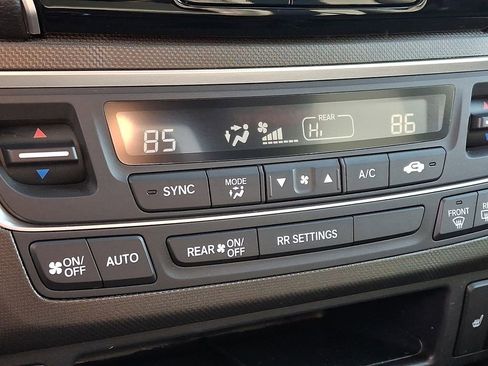 REAR
85 Hi 86
SYNC MODE A/C
ON/OFF AUTO REAR ON/OFF RR SETTINGS
FRONT